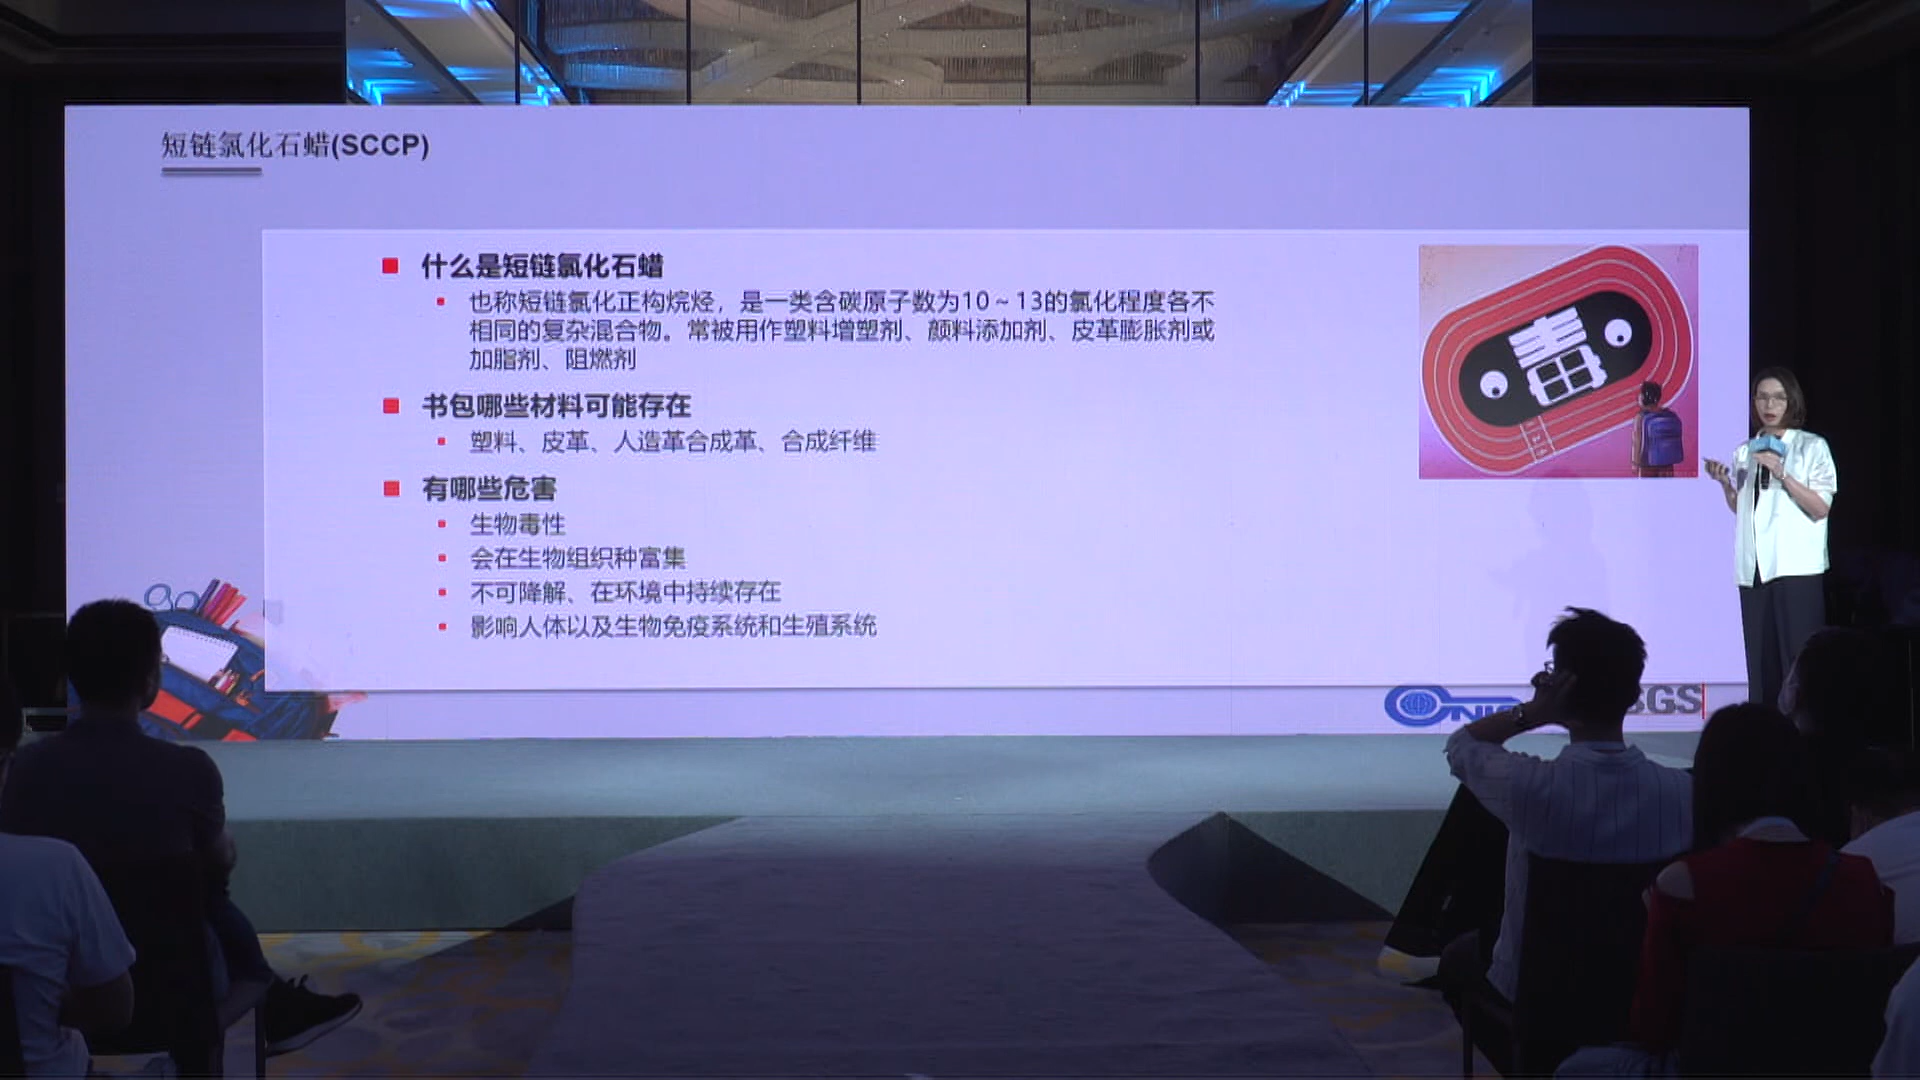 短链氯化石蜡(SCCP)
什么是短链氯化石蜡
也称短链氯化正构烷烃，是一类含碳原子数为10～13的氯化程度各不
相同的复杂混合物。常被用作塑料增塑剂、颜料添加剂、皮革膨胀剂或
加脂剂、阻燃剂
书包哪些材料可能存在
塑料、皮革、人造革合成革、合成纤维
有哪些危害
生物毒性
会在生物组织种富集
不可降解、在环境中持续存在
影响人体以及生物免疫系统和生殖系统
毒
SGS